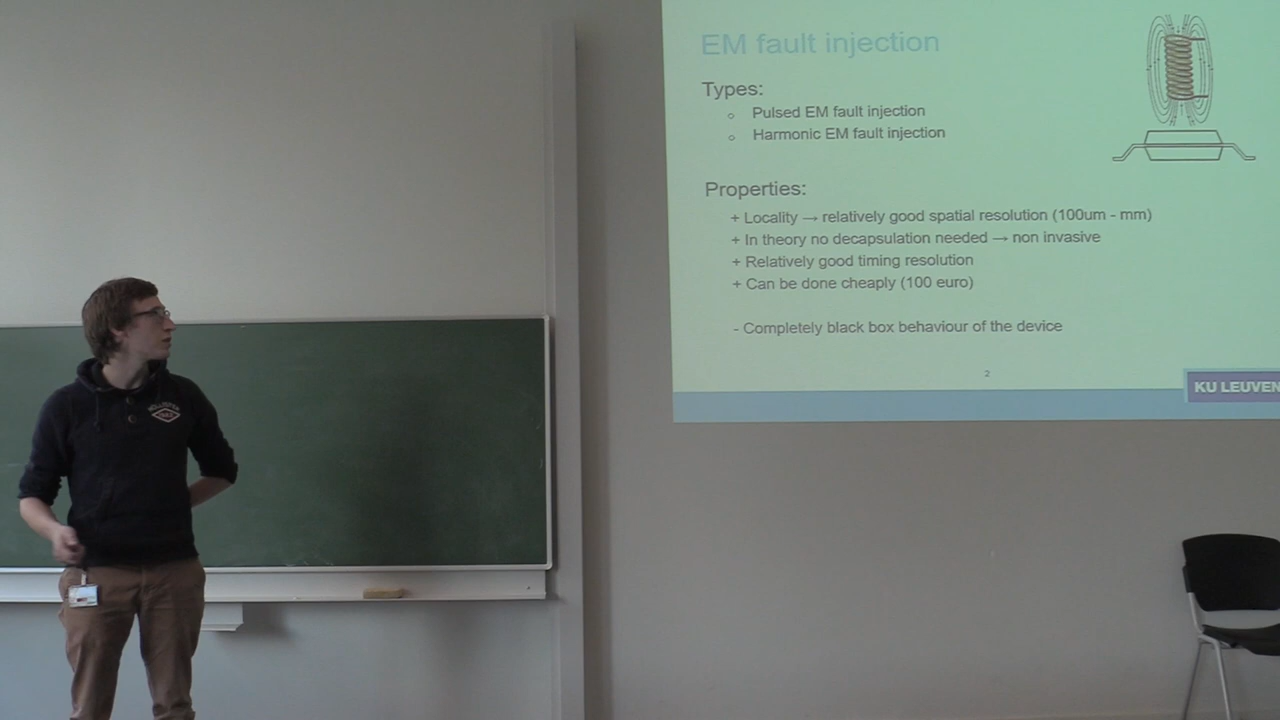 EM fault injection
Types:
Pulsed EM fault injection
Harmonic EM fault injection
Properties:
+ Locality → relatively good spatial resolution (100um - mm)
+ In theory no decapsulation needed → non invasive
+ Relatively good timing resolution
+ Can be done cheaply (100 euro)
- Completely black box behaviour of the device
2
KU LEUVEN